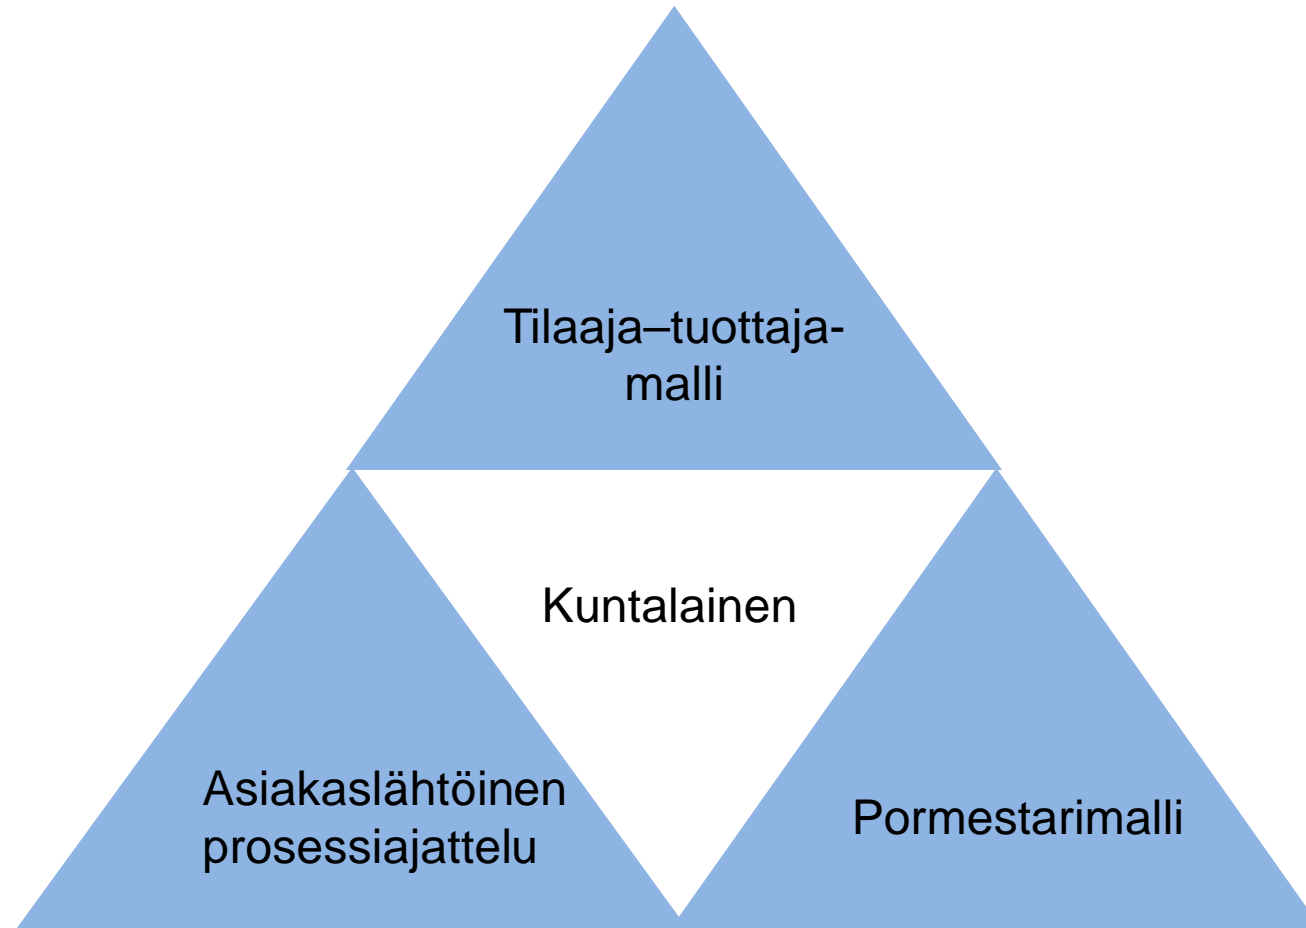 Tilaaja–tuottaja-
malli
Kuntalainen
Asiakaslähtöinen
prosessiajattelu
Pormestarimalli